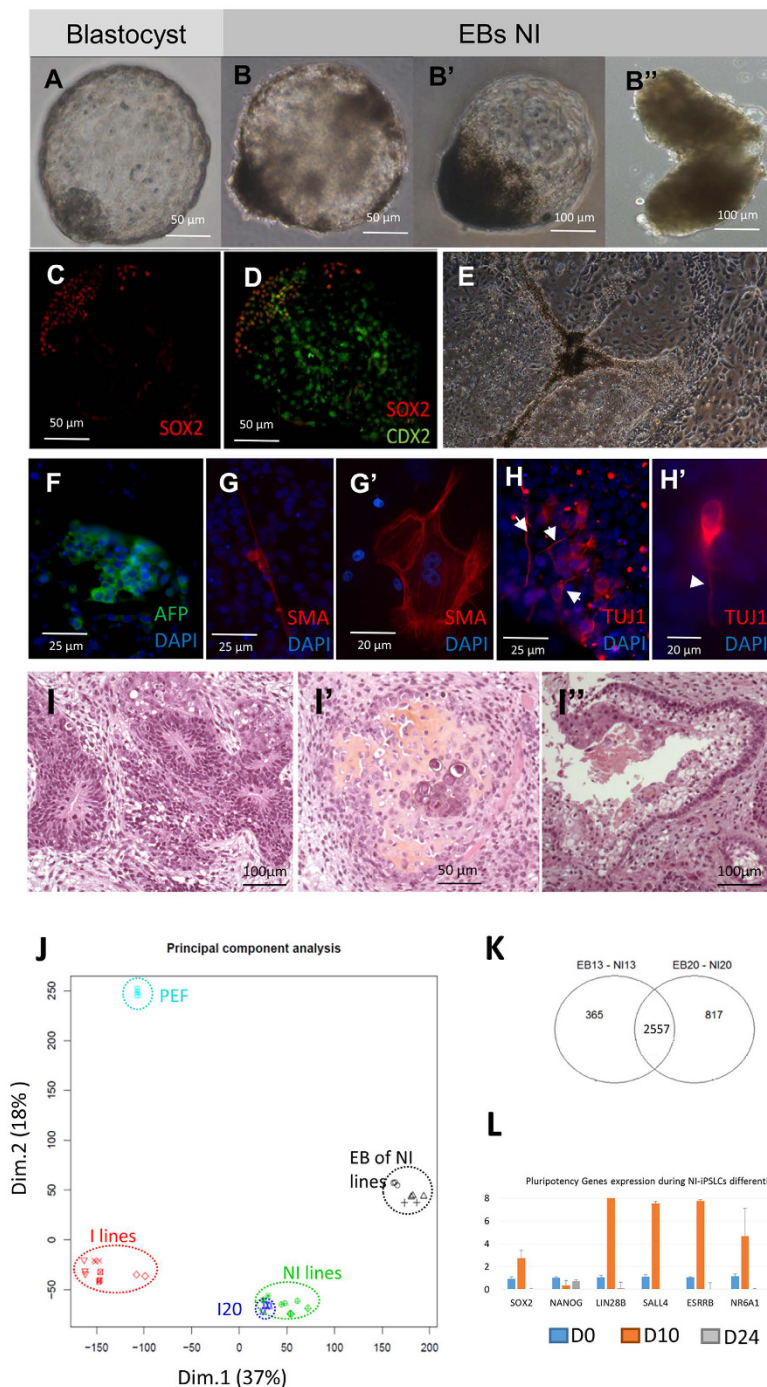 Blastocyst
EBs NI
A
B
B'
B''
50 µm
50 µm
100 µm
100 µm
C
D
E
50 µm
SOX2
50 µm
SOX2
CDX2
F
G
G'
H
H'
25 µm
AFP
DAPI
25 µm
SMA
DAPI
20 µm
SMA
DAPI
25 µm
TUJ1
DAPI
20 µm
TUJ1
DAPI
I
I'
I''
100µm
50 µm
100µm
J
Principal component analysis
PEF
EB of NI
lines
I lines
NI lines
I20
Dim.2 (18% )
250
200
150
100
50
0
−50
−150
−100
−50
0
50
100
150
200
Dim.1 (37%)
K
EB13 - NI13
EB20 - NI20
365
2557
817
L
Pluripotency Genes expression during NI-iPSLCs differenti
8
6
4
2
0
SOX2
NANOG
LIN28B
SALL4
ESRRB
NR6A1
D0
D10
D24